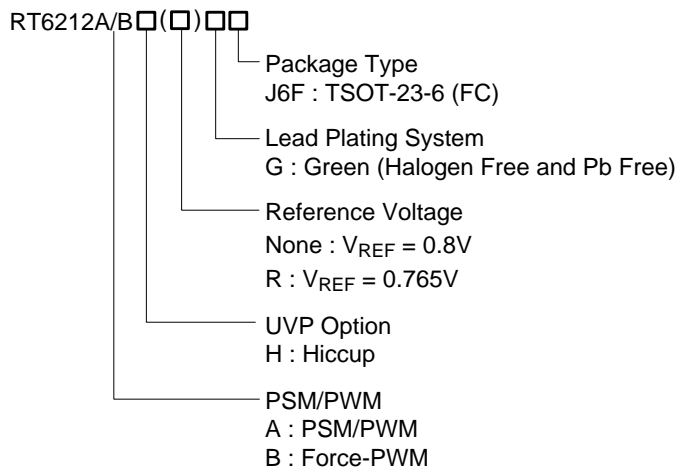 RT6212A/B□(□)□□
Package Type
J6F : TSOT-23-6 (FC)
Lead Plating System
G : Green (Halogen Free and Pb Free)
Reference Voltage
None : VREF = 0.8V
R : VREF = 0.765V
UVP Option
H : Hiccup
PSM/PWM
A : PSM/PWM
B : Force-PWM